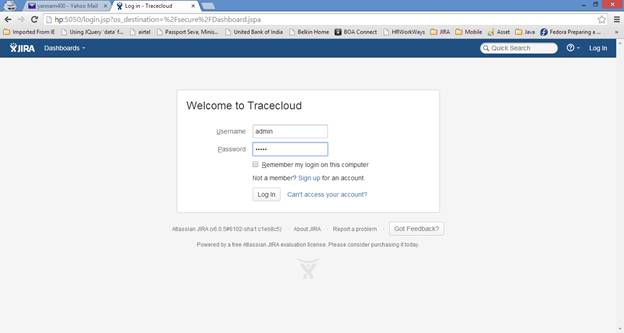 yannam400 - Yahoo Mail
Log in - Tracecloud
hp:5050/login.jsp?os_destination=%2Fsecure%2FDashboard.jspa
Imported From IE
Using JQuery 'data' f...
airtel
Passport Seva, Minis...
United Bank of India
Belkin Home
BOA Connect
HRWorkWays
JIRA
Mobile
Asset
Java
Fedora Preparing a ...
JIRA Dashboards
Quick Search
Log In
Welcome to Tracecloud
Username admin
Password •••••
Remember my login on this computer
Not a member? Sign up for an account.
Log In Can't access your account?
Atlassian JIRA (v6.0.5#6102-sha1:c1eb8c5) · About JIRA · Report a problem
Got Feedback?
Powered by a free Atlassian JIRA evaluation license. Please consider purchasing it today.